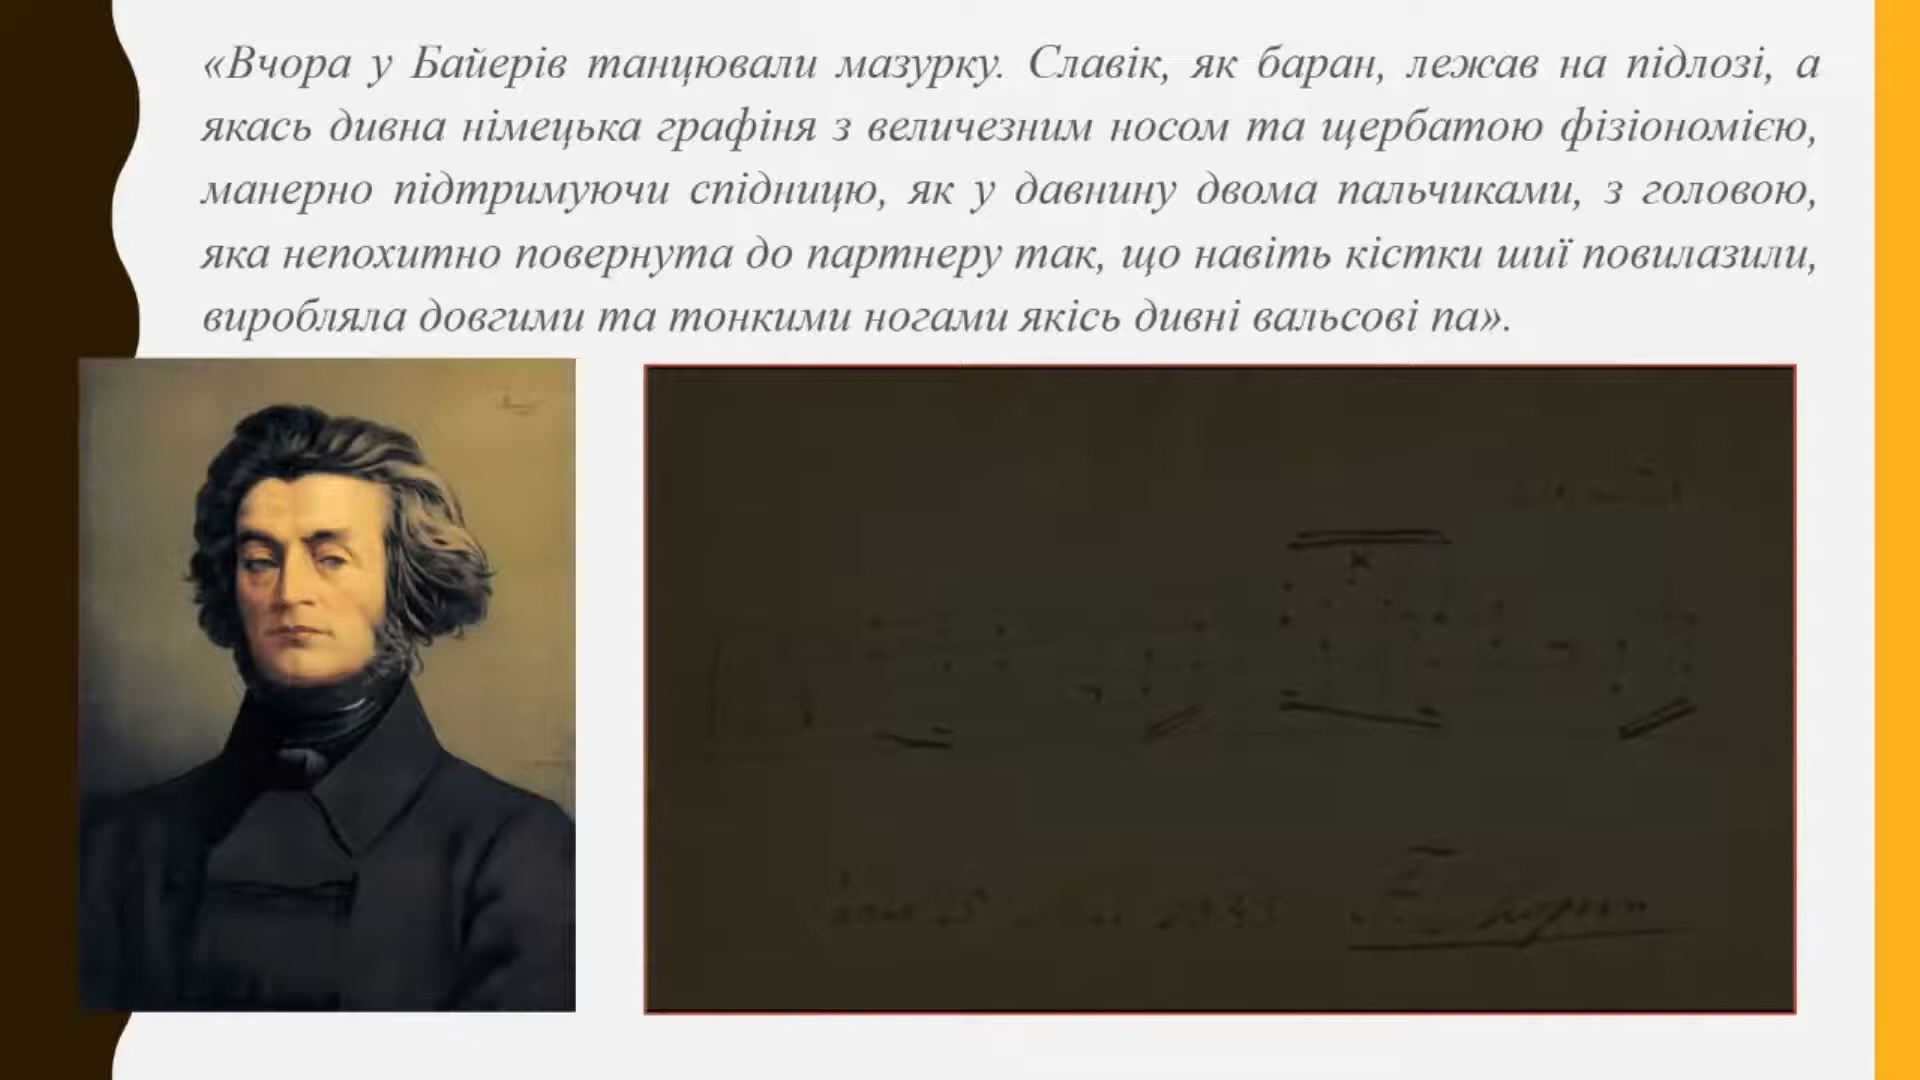 «Вчора у Байерів танцювали мазурку. Славік, як баран, лежав на підлозі, а
якась дивна німецька графіня з величезним носом та щербатою фізіономією,
манерно підтримуючи спідницю, як у давнину двома пальчиками, з головою,
яка непохитно повернута до партнеру так, що навіть кістки шиї повилазили,
виробляла довгими та тонкими ногами якісь дивні вальсові па».